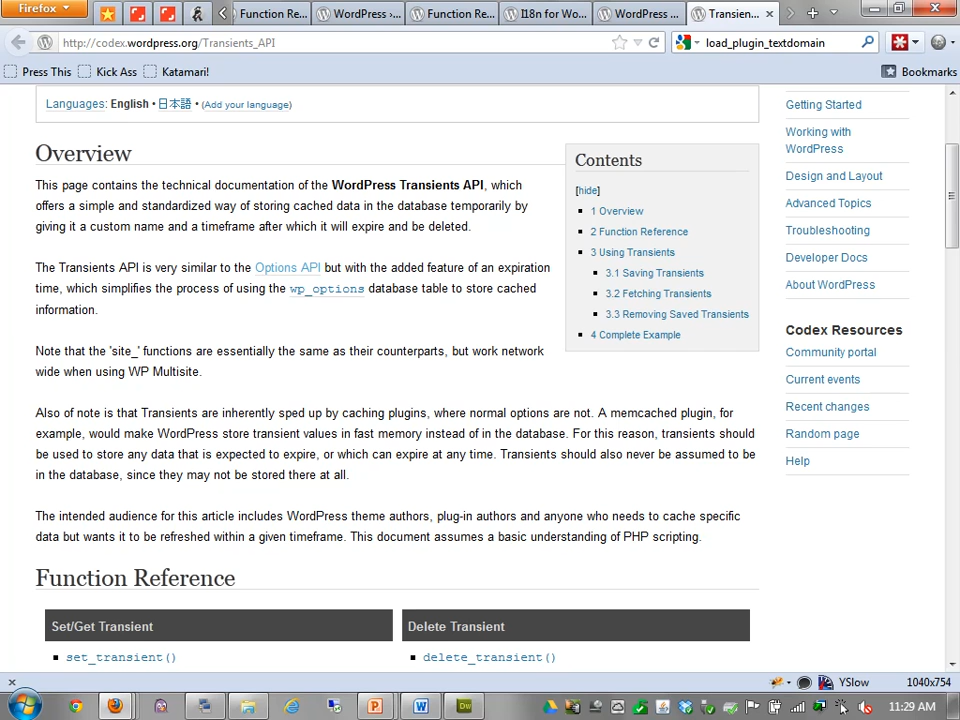 Firefox
Function Re...
WordPress ›...
Function Re...
I18n for Wo...
WordPress ...
Transien...
http://codex.wordpress.org/Transients_API
load_plugin_textdomain
Press This
Kick Ass
Katamari!
Bookmarks
Languages: English • 日本語 • (Add your language)
Overview
This page contains the technical documentation of the WordPress Transients API, which
offers a simple and standardized way of storing cached data in the database temporarily by
giving it a custom name and a timeframe after which it will expire and be deleted.
The Transients API is very similar to the Options API but with the added feature of an expiration
time, which simplifies the process of using the wp_options database table to store cached
information.
Note that the 'site_' functions are essentially the same as their counterparts, but work network
wide when using WP Multisite.
Also of note is that Transients are inherently sped up by caching plugins, where normal options are not. A memcached plugin, for
example, would make WordPress store transient values in fast memory instead of in the database. For this reason, transients should
be used to store any data that is expected to expire, or which can expire at any time. Transients should also never be assumed to be
in the database, since they may not be stored there at all.
The intended audience for this article includes WordPress theme authors, plug-in authors and anyone who needs to cache specific
data but wants it to be refreshed within a given timeframe. This document assumes a basic understanding of PHP scripting.
Contents
[hide]
1 Overview
2 Function Reference
3 Using Transients
3.1 Saving Transients
3.2 Fetching Transients
3.3 Removing Saved Transients
4 Complete Example
Function Reference
Set/Get Transient
set_transient()
Delete Transient
delete_transient()
Getting Started
Working with
WordPress
Design and Layout
Advanced Topics
Troubleshooting
Developer Docs
About WordPress
Codex Resources
Community portal
Current events
Recent changes
Random page
Help
YSlow
1040x754
11:29 AM